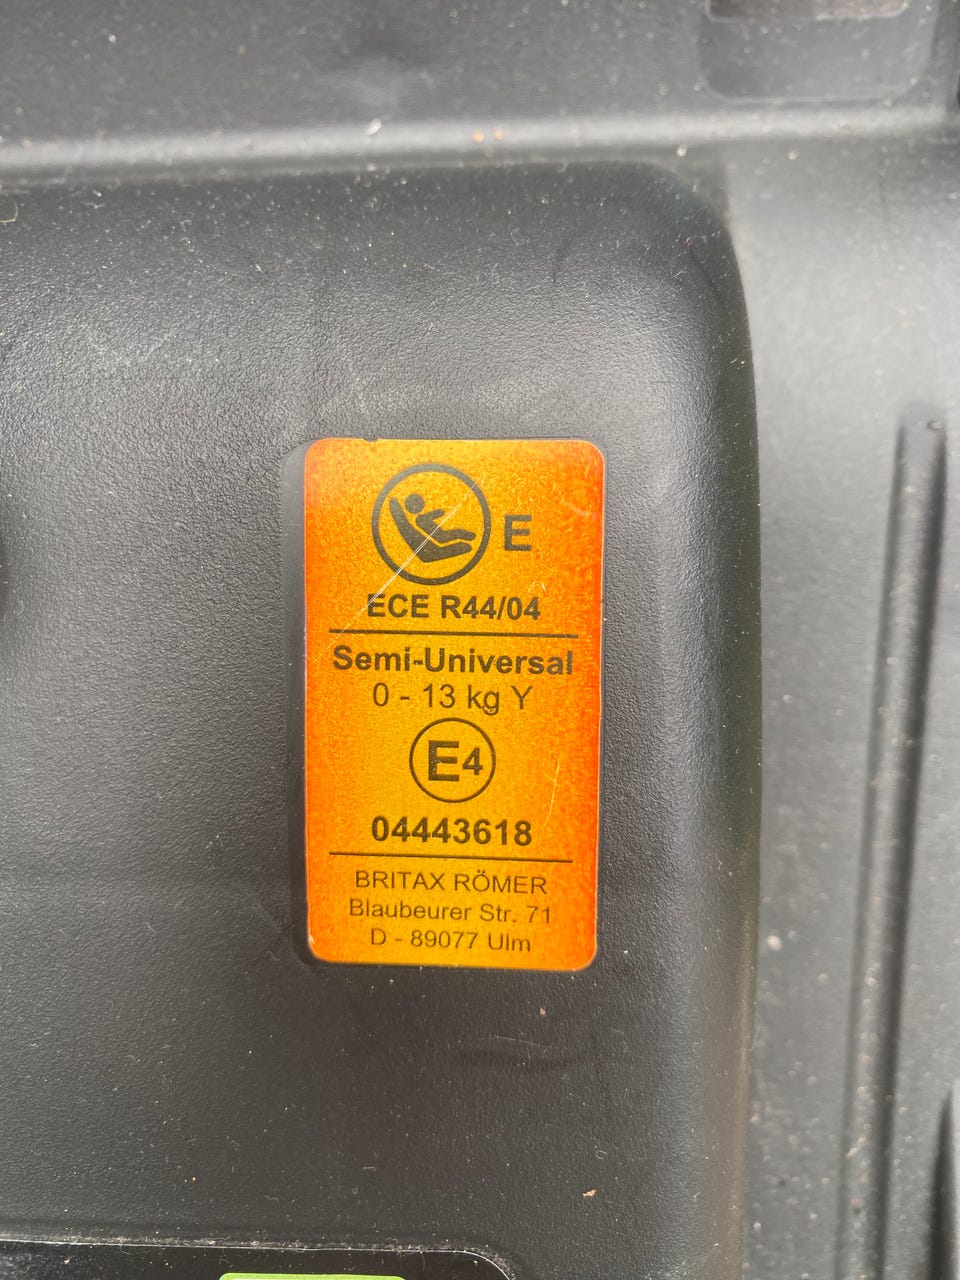 E
ECE R44/04
Semi-Universal
0 - 13 kg Y
E4
04443618
BRITAX RÖMER
Blaubeurer Str. 71
D - 89077 Ulm